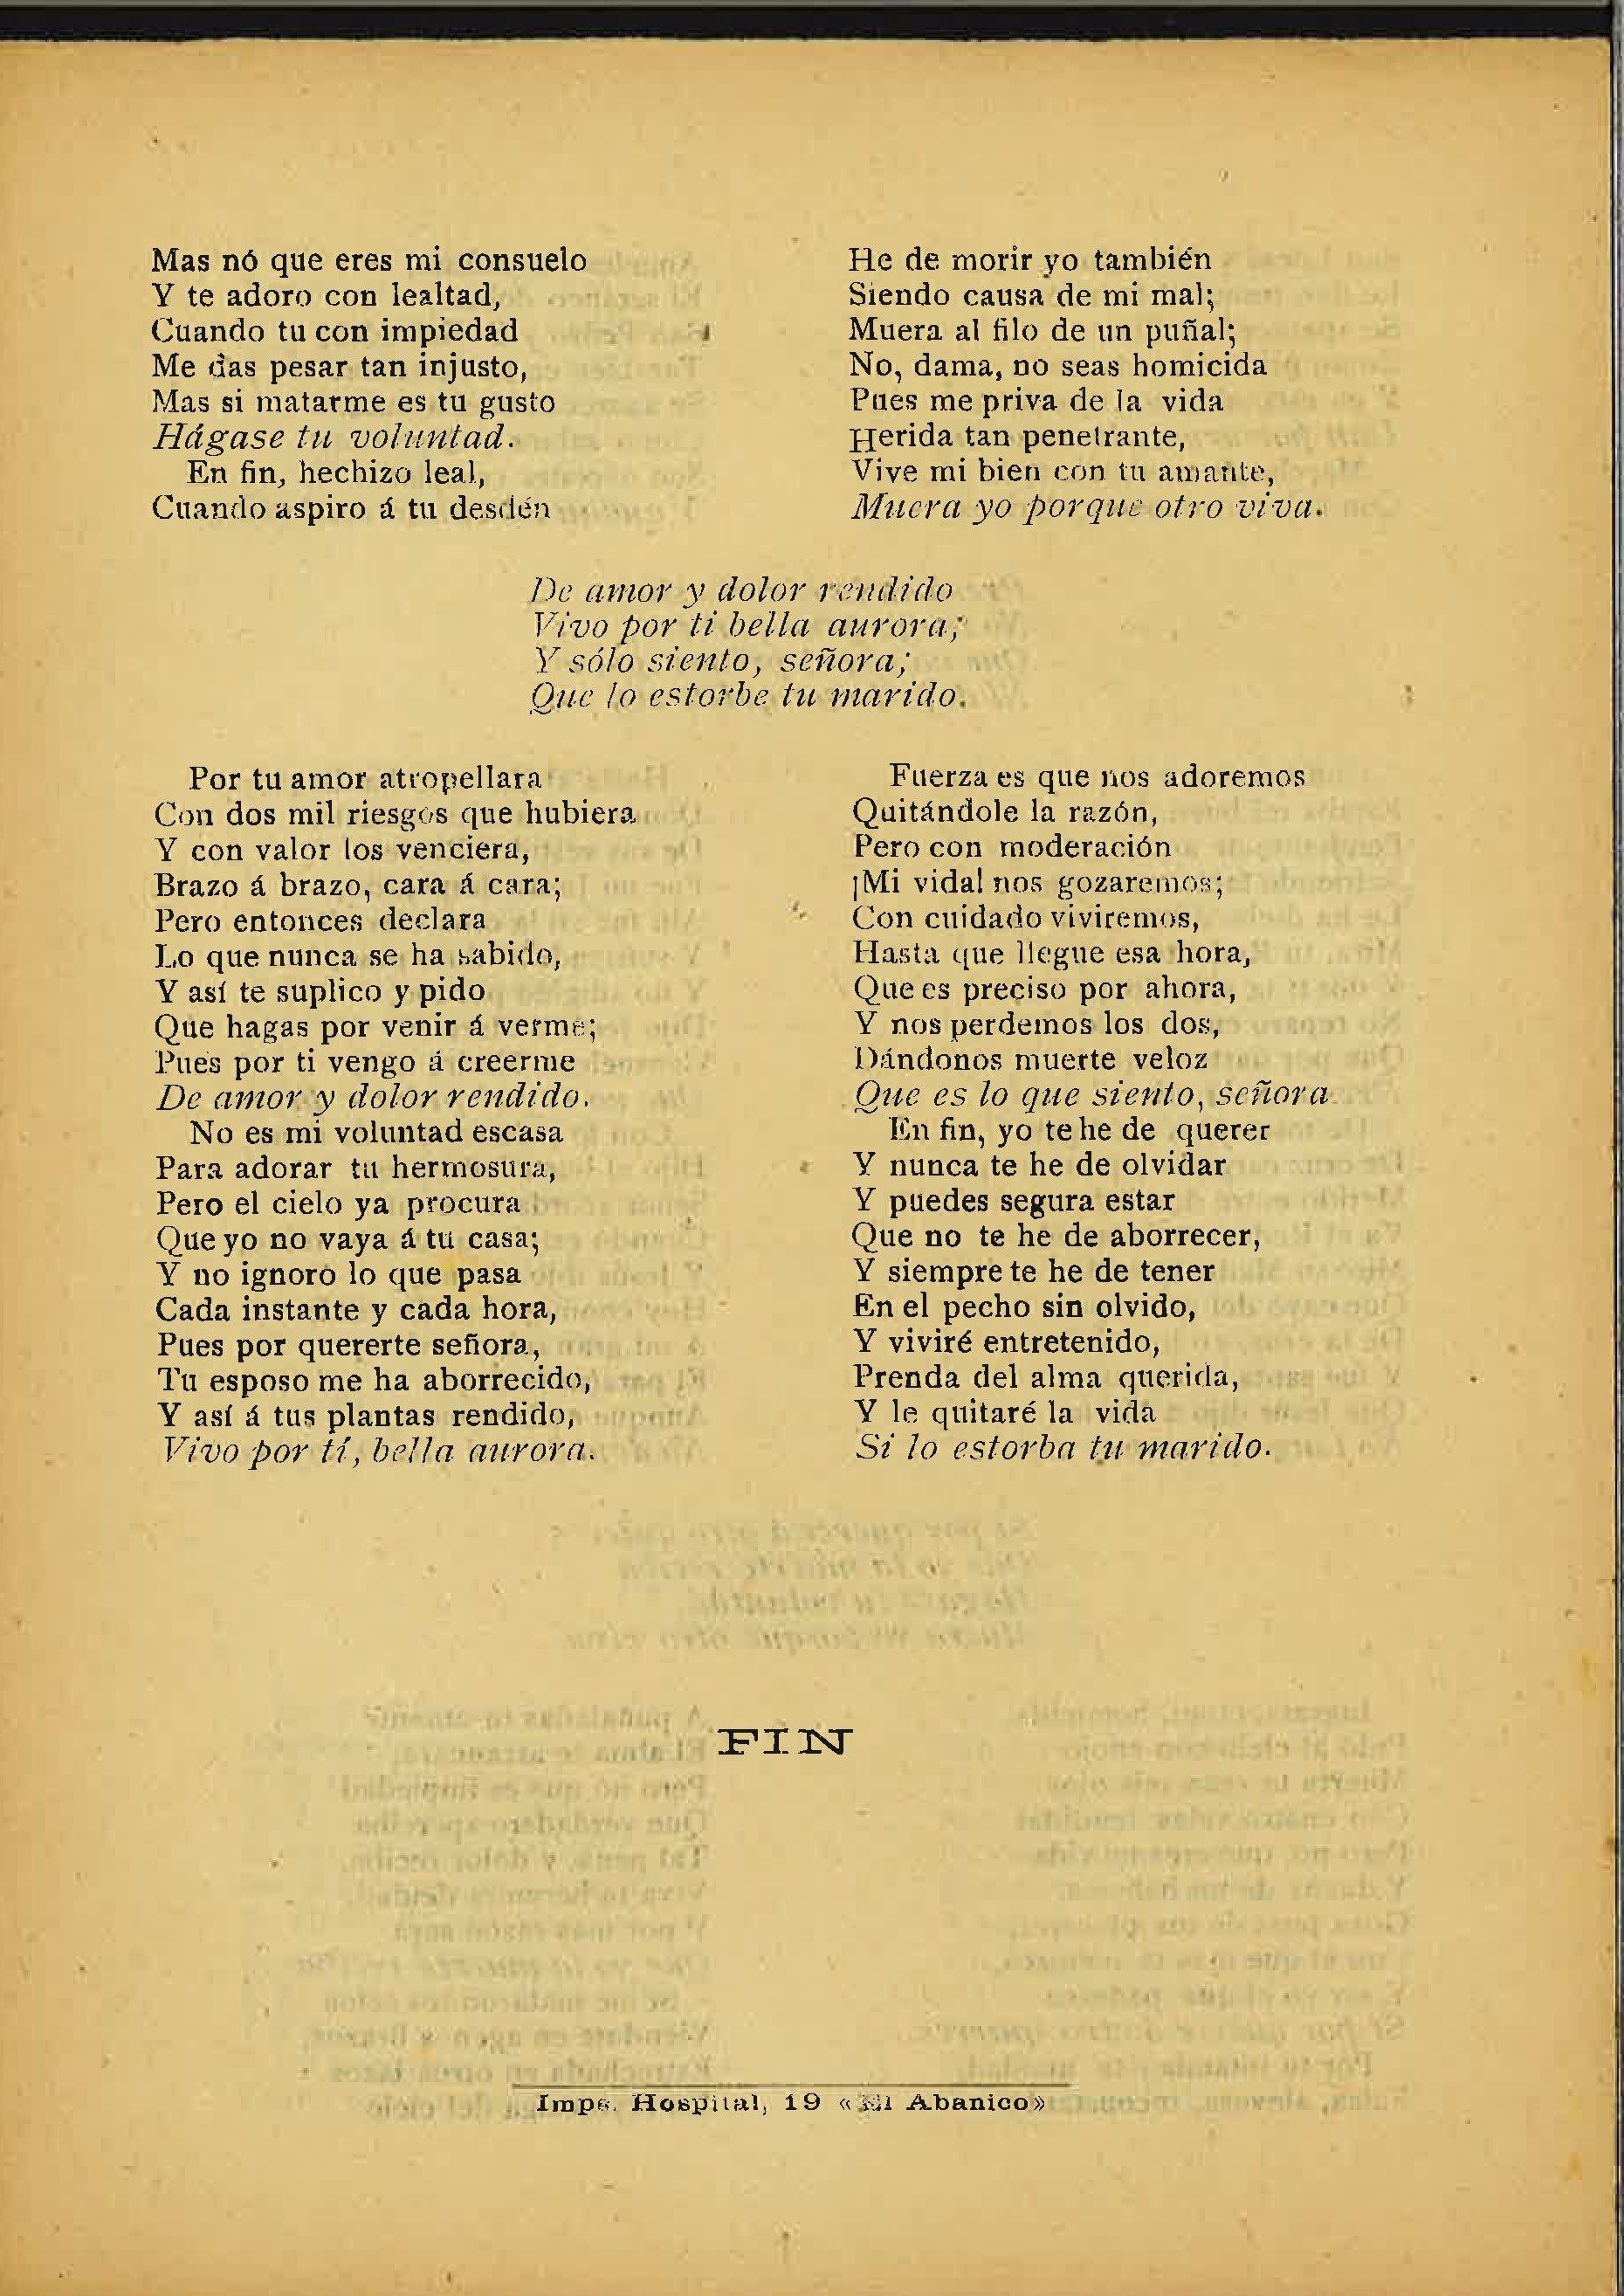 Mas nó que eres mi consuelo
Y te adoro con lealtad,
Cuando tu con impiedad
Me das pesar tan injusto,
Mas si matarme es tu gusto
Hágase tu voluntad.
En fin, hechizo leal,
Cuando aspiro á tu desdén
He de morir yo también
Siendo causa de mi mal;
Muera al filo de un puñal;
No, dama, no seas homicida
Pues me priva de la vida
Herida tan penetrante,
Vive mi bien con tu amante,
Muera yo porque otro viva.
De amor y dolor rendido
Vivo por ti bella aurora;
Y sólo siento, señora;
Que lo estorbe tu marido.
Por tu amor atropellara
Con dos mil riesgos que hubiera
Y con valor los venciera,
Brazo á brazo, cara á cara;
Pero entonces declara
Lo que nunca se ha sabido,
Y así te suplico y pido
Que hagas por venir á verme;
Pues por ti vengo á creerme
De amor y dolor rendido.
No es mi voluntad escasa
Para adorar tu hermosura,
Pero el cielo ya procura
Que yo no vaya á tu casa;
Y no ignoro lo que pasa
Cada instante y cada hora,
Pues por quererte señora,
Tu esposo me ha aborrecido,
Y así á tus plantas rendido,
Vivo por tí, bella aurora.
Fuerza es que nos adoremos
Quitándole la razón,
Pero con moderación
¡Mi vida! nos gozaremos;
Con cuidado viviremos,
Hasta que llegue esa hora,
Que es preciso por ahora,
Y nos perdemos los dos,
Dándonos muerte veloz
Que es lo que siento, señora
En fin, yo te he de querer
Y nunca te he de olvidar
Y puedes segura estar
Que no te he de aborrecer,
Y siempre te he de tener
En el pecho sin olvido,
Y viviré entretenido,
Prenda del alma querida,
Y le quitaré la vida
Si lo estorba tu marido.
FIN
Impe. Hospital, 19 «El Abanico»